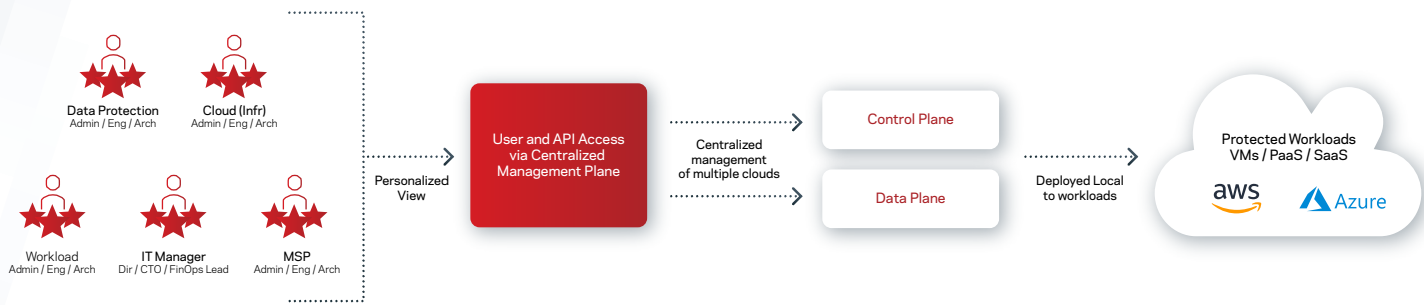 Data Protection
Admin / Eng / Arch
Cloud (Infr)
Admin / Eng / Arch
Workload
Admin / Eng / Arch
IT Manager
Dir / CTO / FinOps Lead
MSP
Admin / Eng / Arch
Personalized
View
User and API Access
via Centralized
Management Plane
Centralized
management
of multiple clouds
Control Plane
Data Plane
Deployed Local
to workloads
Protected Workloads
VMs / PaaS / SaaS
aws
Azure